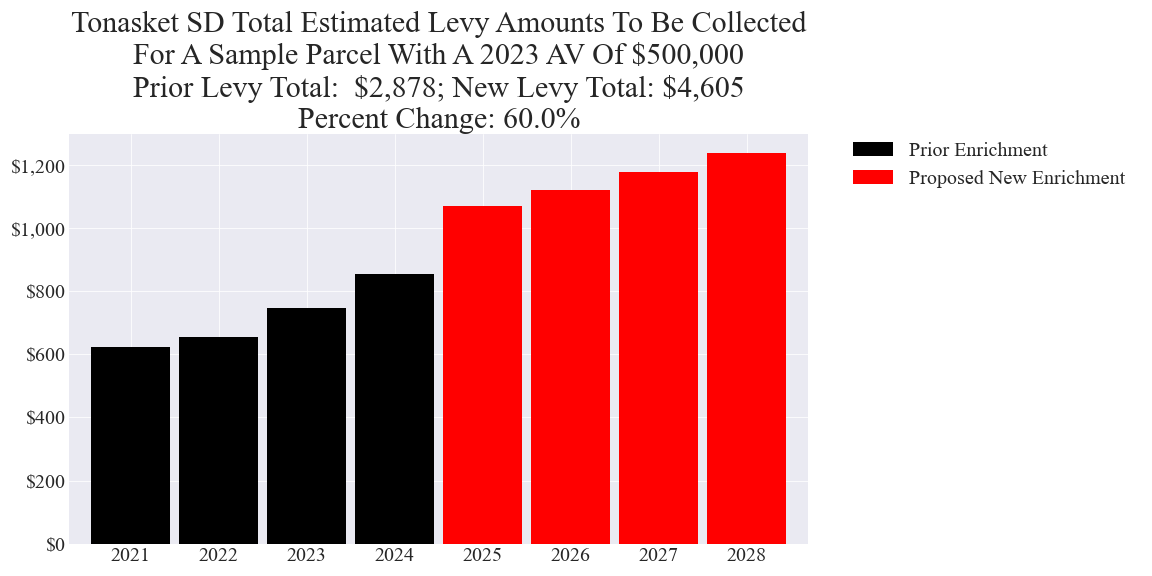 Tonasket SD Total Estimated Levy Amounts To Be Collected
For A Sample Parcel With A 2023 AV Of $500,000
Prior Levy Total:  $2,878; New Levy Total: $4,605
Percent Change: 60.0%
Prior Enrichment
Proposed New Enrichment
$1,200
$1,000
$800
$600
$400
$200
$0
2021 2022 2023 2024 2025 2026 2027 2028